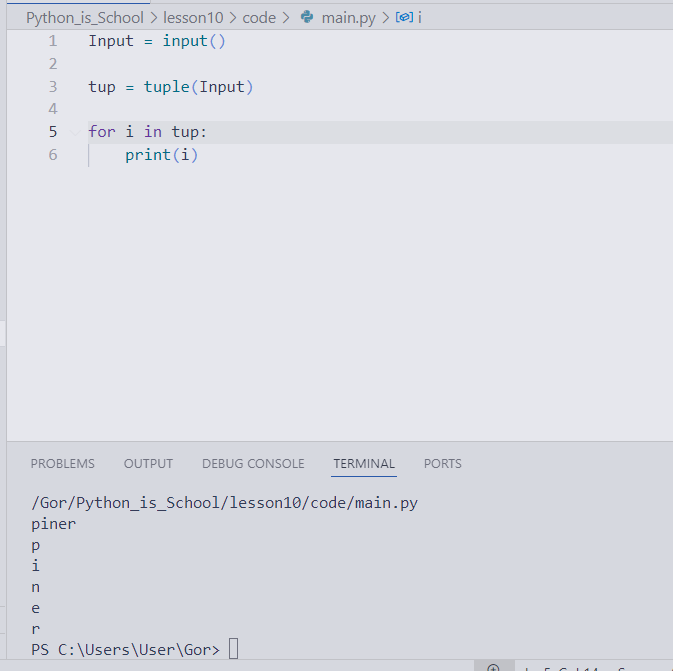 Python_is_School > lesson10 > code > main.py > i
1 Input = input()
2
3 tup = tuple(Input)
4
5 for i in tup:
6     print(i)
PROBLEMS OUTPUT DEBUG CONSOLE TERMINAL PORTS
/Gor/Python_is_School/lesson10/code/main.py
piner
p
i
n
e
r
PS C:\Users\User\Gor>